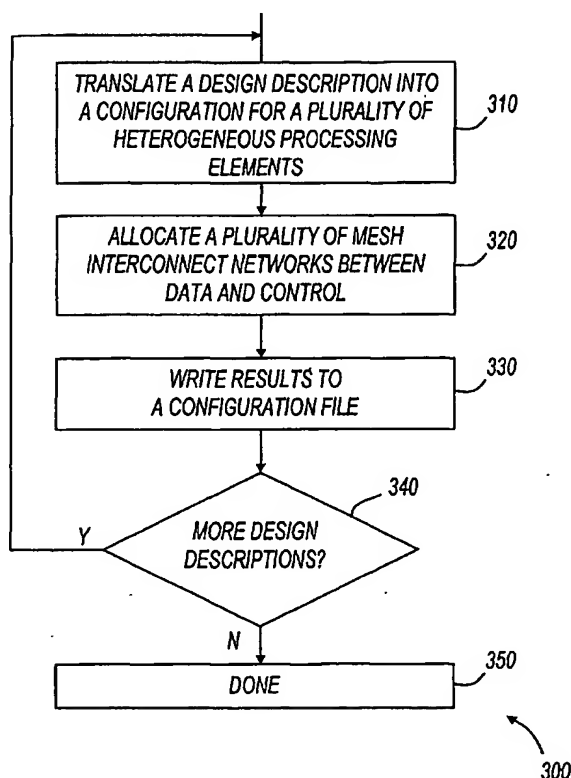 TRANSLATE A DESIGN DESCRIPTION INTO
A CONFIGURATION FOR A PLURALITY OF
HETEROGENEOUS PROCESSING
ELEMENTS
310
ALLOCATE A PLURALITY OF MESH
INTERCONNECT NETWORKS BETWEEN
DATA AND CONTROL
320
WRITE RESULTS TO
A CONFIGURATION FILE
330
340
MORE DESIGN
DESCRIPTIONS?
Y
N
DONE
350
300